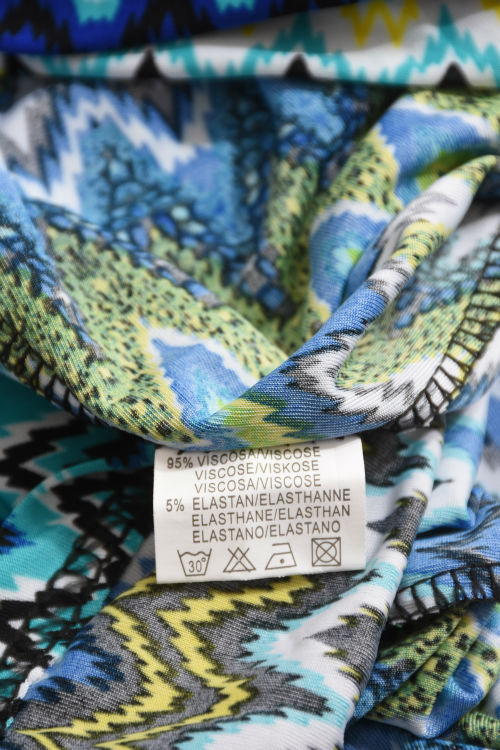 95% VISCOSA/VISCOSE
VISCOSE/VISKOSE
VISCOSA/VISCOSE
5% ELASTAN/ELASTHANNE
ELASTHANE/ELASTHAN
ELASTANO/ELASTANO
30°